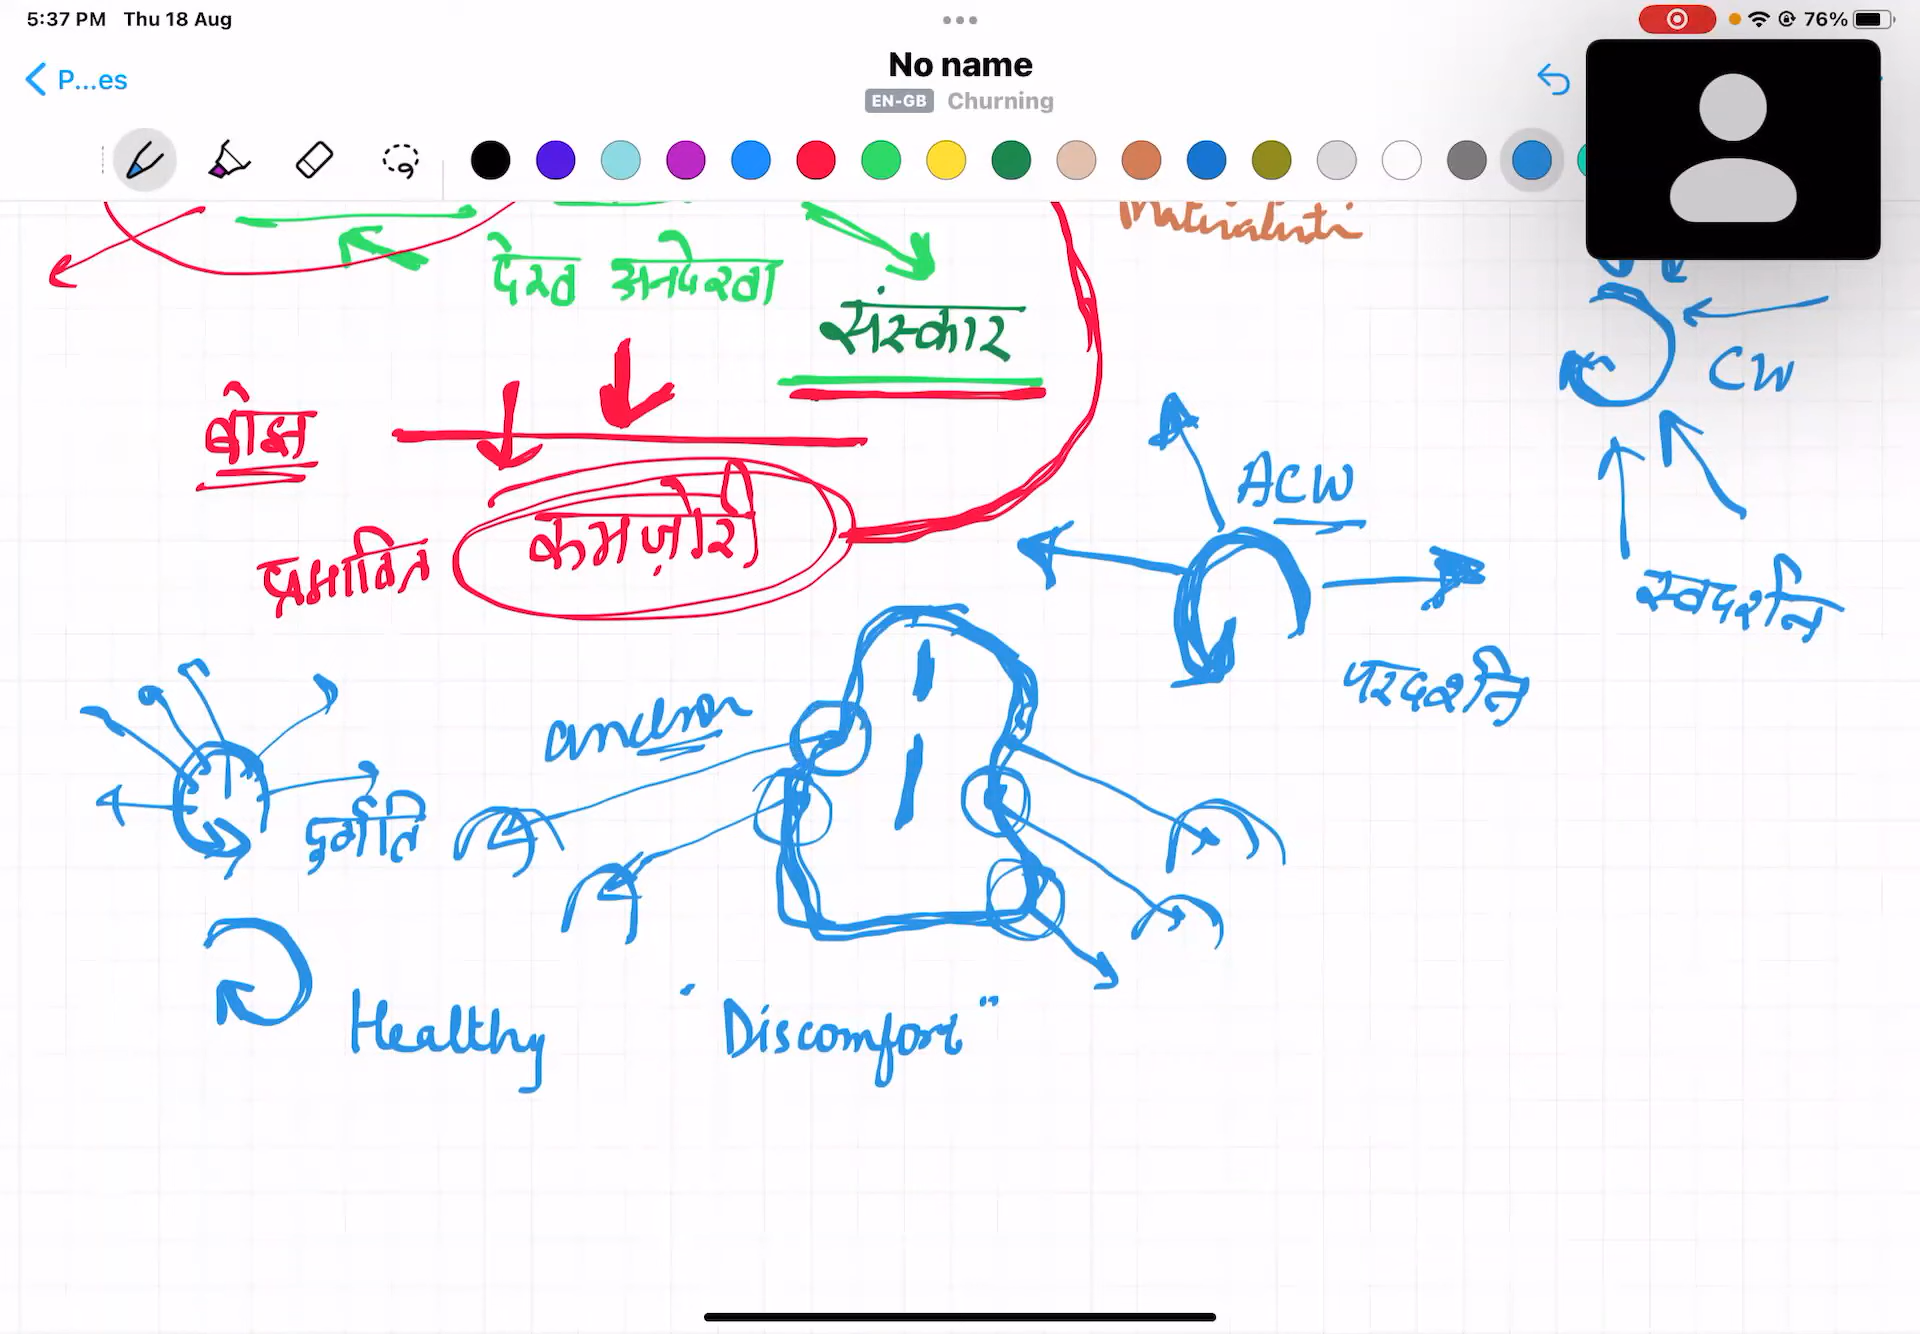 5:37 PM Thu 18 Aug
76%
P...es
No name
EN-GB Churning
देख अनदेखा
संस्कार
बोझ
CW
ACW
कमज़ोरी
प्रभावित
स्वदर्शन
परदर्शन
दुर्गति
Healthy
"Discomfort"